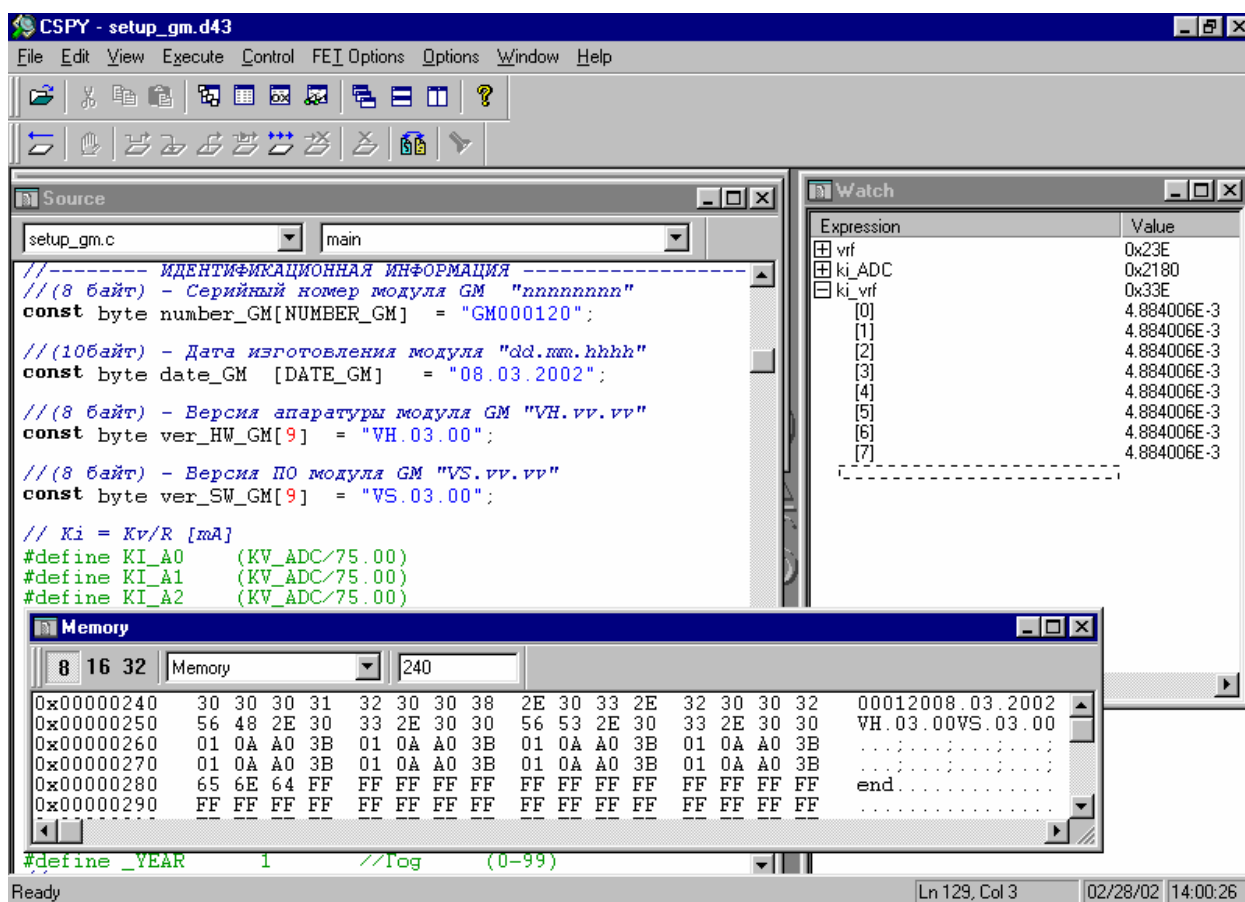 CSPY - setup_gm.d43
File Edit View Execute Control FET Options Options Window Help
Source
setup_gm.c main
//-------- ИДЕНТИФИКАЦИОННАЯ ИНФОРМАЦИЯ -------------------
//(8 байт) - Серийный номер модуля GM "nnnnnnnn"
const byte number_GM[NUMBER_GM] = "GM000120";
//(10байт) - Дата изготовления модуля "dd.mm.hhhh"
const byte date_GM [DATE_GM] = "08.03.2002";
//(8 байт) - Версия апаратуры модуля GM "VH.vv.vv"
const byte ver_HW_GM[9] = "VH.03.00";
//(8 байт) - Версия ПО модуля GM "VS.vv.vv"
const byte ver_SW_GM[9] = "VS.03.00";
// Ki = Kv/R [mA]
#define KI_A0 (KV_ADC/75.00)
#define KI_A1 (KV_ADC/75.00)
#define KI_A2 (KV_ADC/75.00)
Watch
Expression Value
vrf 0x23E
ki_ADC 0x2180
ki_vrf 0x33E
[0] 4.884006E-3
[1] 4.884006E-3
[2] 4.884006E-3
[3] 4.884006E-3
[4] 4.884006E-3
[5] 4.884006E-3
[6] 4.884006E-3
[7] 4.884006E-3
Memory
8 16 32 Memory 240
0x00000240 30 30 30 31 32 30 30 38 2E 30 33 2E 32 30 30 32 00012008.03.2002
0x00000250 56 48 2E 30 33 2E 30 30 56 53 2E 30 33 2E 30 30 VH.03.00VS.03.00
0x00000260 01 0A A0 3B 01 0A A0 3B 01 0A A0 3B 01 0A A0 3B ...;...;...;...;
0x00000270 01 0A A0 3B 01 0A A0 3B 01 0A A0 3B 01 0A A0 3B ...;...;...;...;
0x00000280 65 6E 64 FF FF FF FF FF FF FF FF FF FF FF FF FF end.............
0x00000290 FF FF FF FF FF FF FF FF FF FF FF FF FF FF FF FF ................
#define _YEAR 1 //Год (0-99)
Ready Ln 129, Col 3 02/28/02 14:00:26